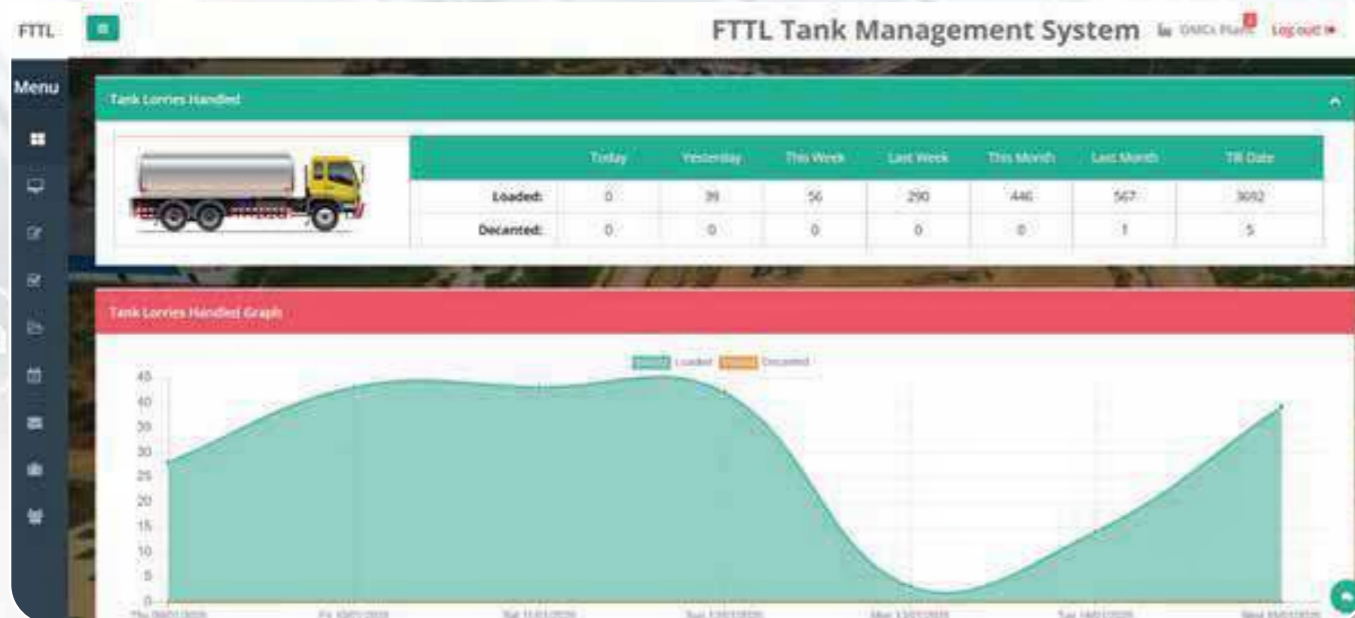 FTTL
FTTL Tank Management System
OMCs Plant
Log out!
Menu
Tank Lorries Handled
Today Yesterday This Week Last Week This Month Last Month Till Date
Loaded: 0 39 56 290 446 567 3692
Decanted: 0 0 0 0 0 1 5
Tank Lorries Handled Graph
Loaded Decanted
45
40
35
30
25
20
15
10
5
0